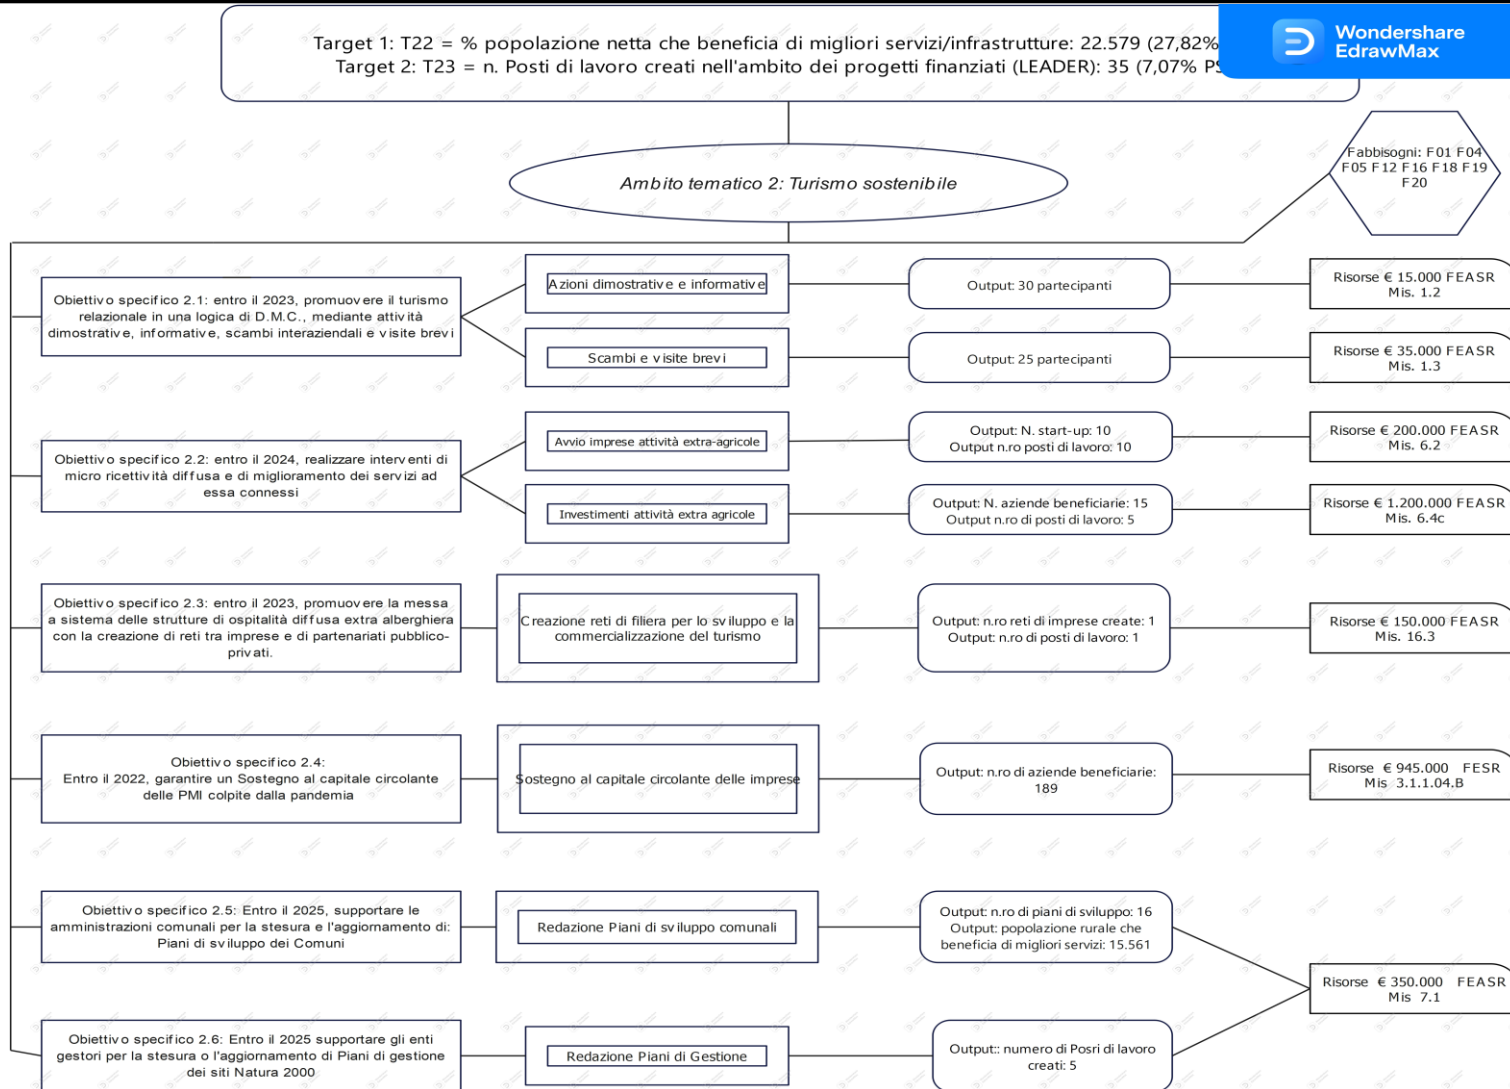 Target 1: T22 = % popolazione netta che beneficia di migliori servizi/infrastrutture: 22.579 (27,82%
Target 2: T23 = n. Posti di lavoro creati nell'ambito dei progetti finanziati (LEADER): 35 (7,07% PS
Wondershare
EdrawMax
Ambito tematico 2: Turismo sostenibile
Fabbisogni: F01 F04
F05 F12 F16 F18 F19
F20
Obiettivo specifico 2.1: entro il 2023, promuovere il turismo
relazionale in una logica di D.M.C., mediante attività
dimostrative, informative, scambi interaziendali e visite brevi
Azioni dimostrative e informative
Output: 30 partecipanti
Risorse € 15.000 FEASR
Mis. 1.2
Scambi e visite brevi
Output: 25 partecipanti
Risorse € 35.000 FEASR
Mis. 1.3
Obiettivo specifico 2.2: entro il 2024, realizzare interventi di
micro ricettività diffusa e di miglioramento dei servizi ad
essa connessi
Avvio imprese attività extra-agricole
Output: N. start-up: 10
Output n.ro posti di lavoro: 10
Risorse € 200.000 FEASR
Mis. 6.2
Investimenti attività extra agricole
Output: N. aziende beneficiarie: 15
Output n.ro di posti di lavoro: 5
Risorse € 1.200.000 FEASR
Mis. 6.4c
Obiettivo specifico 2.3: entro il 2023, promuovere la messa
a sistema delle strutture di ospitalità diffusa extra alberghiera
con la creazione di reti tra imprese e di partenariati pubblico-
privati.
Creazione reti di filiera per lo sviluppo e la
commercializzazione del turismo
Output: n.ro reti di imprese create: 1
Output: n.ro di posti di lavoro: 1
Risorse € 150.000 FEASR
Mis. 16.3
Obiettivo specifico 2.4:
Entro il 2022, garantire un Sostegno al capitale circolante
delle PMI colpite dalla pandemia
Sostegno al capitale circolante delle imprese
Output: n.ro di aziende beneficiarie:
189
Risorse € 945.000 FESR
Mis 3.1.1.04.B
Obiettivo specifico 2.5: Entro il 2025, supportare le
amministrazioni comunali per la stesura e l'aggiornamento di:
Piani di sviluppo dei Comuni
Redazione Piani di sviluppo comunali
Output: n.ro di piani di sviluppo: 16
Output: popolazione rurale che
beneficia di migliori servizi: 15.561
Risorse € 350.000 FEASR
Mis 7.1
Obiettivo specifico 2.6: Entro il 2025 supportare gli enti
gestori per la stesura o l'aggiornamento di Piani di gestione
dei siti Natura 2000
Redazione Piani di Gestione
Output:: numero di Posri di lavoro
creati: 5